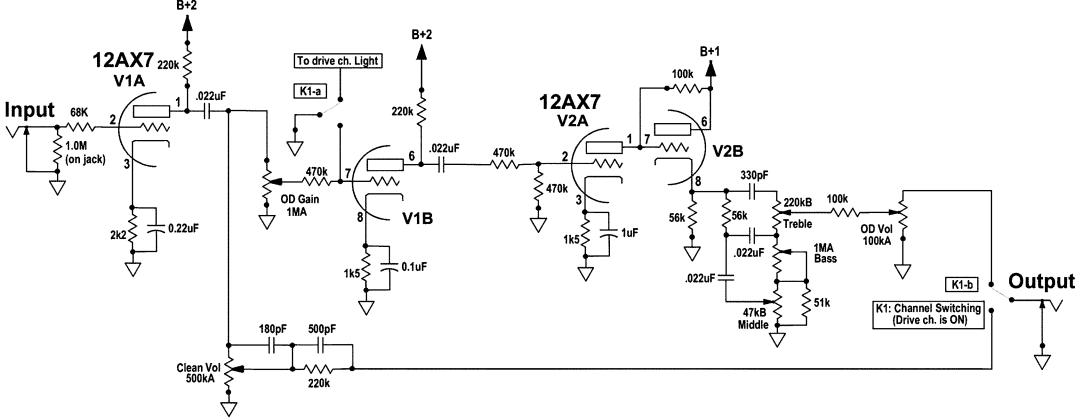 B+2
12AX7
V1A
220k
1
.022uF
Input
68K
2
1.0M
(on jack)
3
2k2
0.22uF
To drive ch. Light
K1-a
B+2
220k
6
.022uF
470k
7
OD Gain
1MA
V1B
8
1k5
0.1uF
470k
470k
12AX7
V2A
2
1
3
1k5
1uF
B+1
100k
7
6
V2B
8
56k
56k
330pF
220kB
Treble
.022uF
.022uF
1MA
Bass
47kB
Middle
51k
100k
OD Vol
100kA
K1-b
Output
K1: Channel Switching
(Drive ch. is ON)
180pF
500pF
Clean Vol
500kA
220k